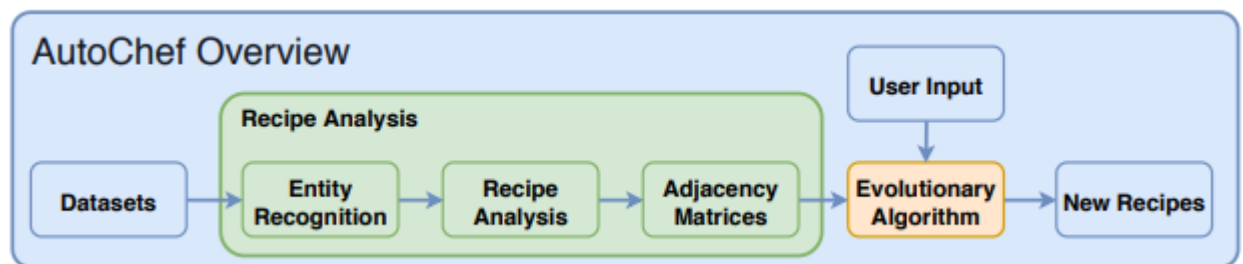 AutoChef Overview
User Input
Recipe Analysis
Datasets
Entity
Recognition
Recipe
Analysis
Adjacency
Matrices
Evolutionary
Algorithm
New Recipes